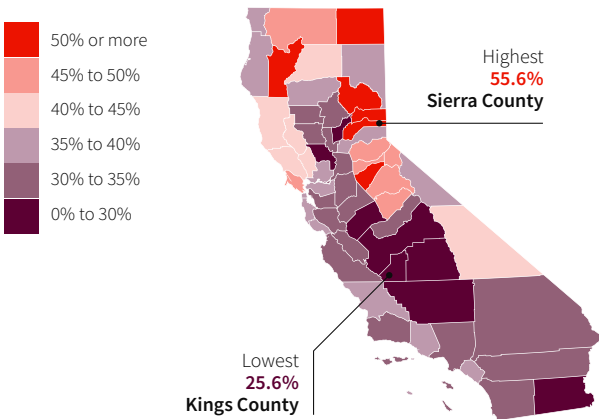 50% or more
45% to 50%
40% to 45%
35% to 40%
30% to 35%
0% to 30%
Highest
55.6%
Sierra County
Lowest
25.6%
Kings County